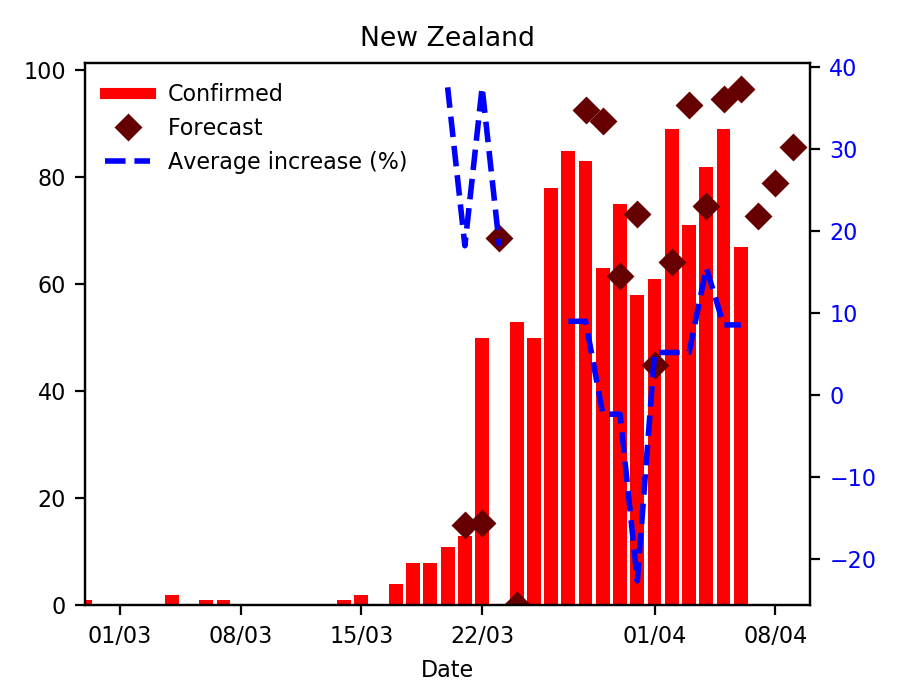 New Zealand
Confirmed
Forecast
Average increase (%)
100
80
60
40
20
0
40
30
20
10
0
−10
−20
01/03 08/03 15/03 22/03 01/04 08/04
Date